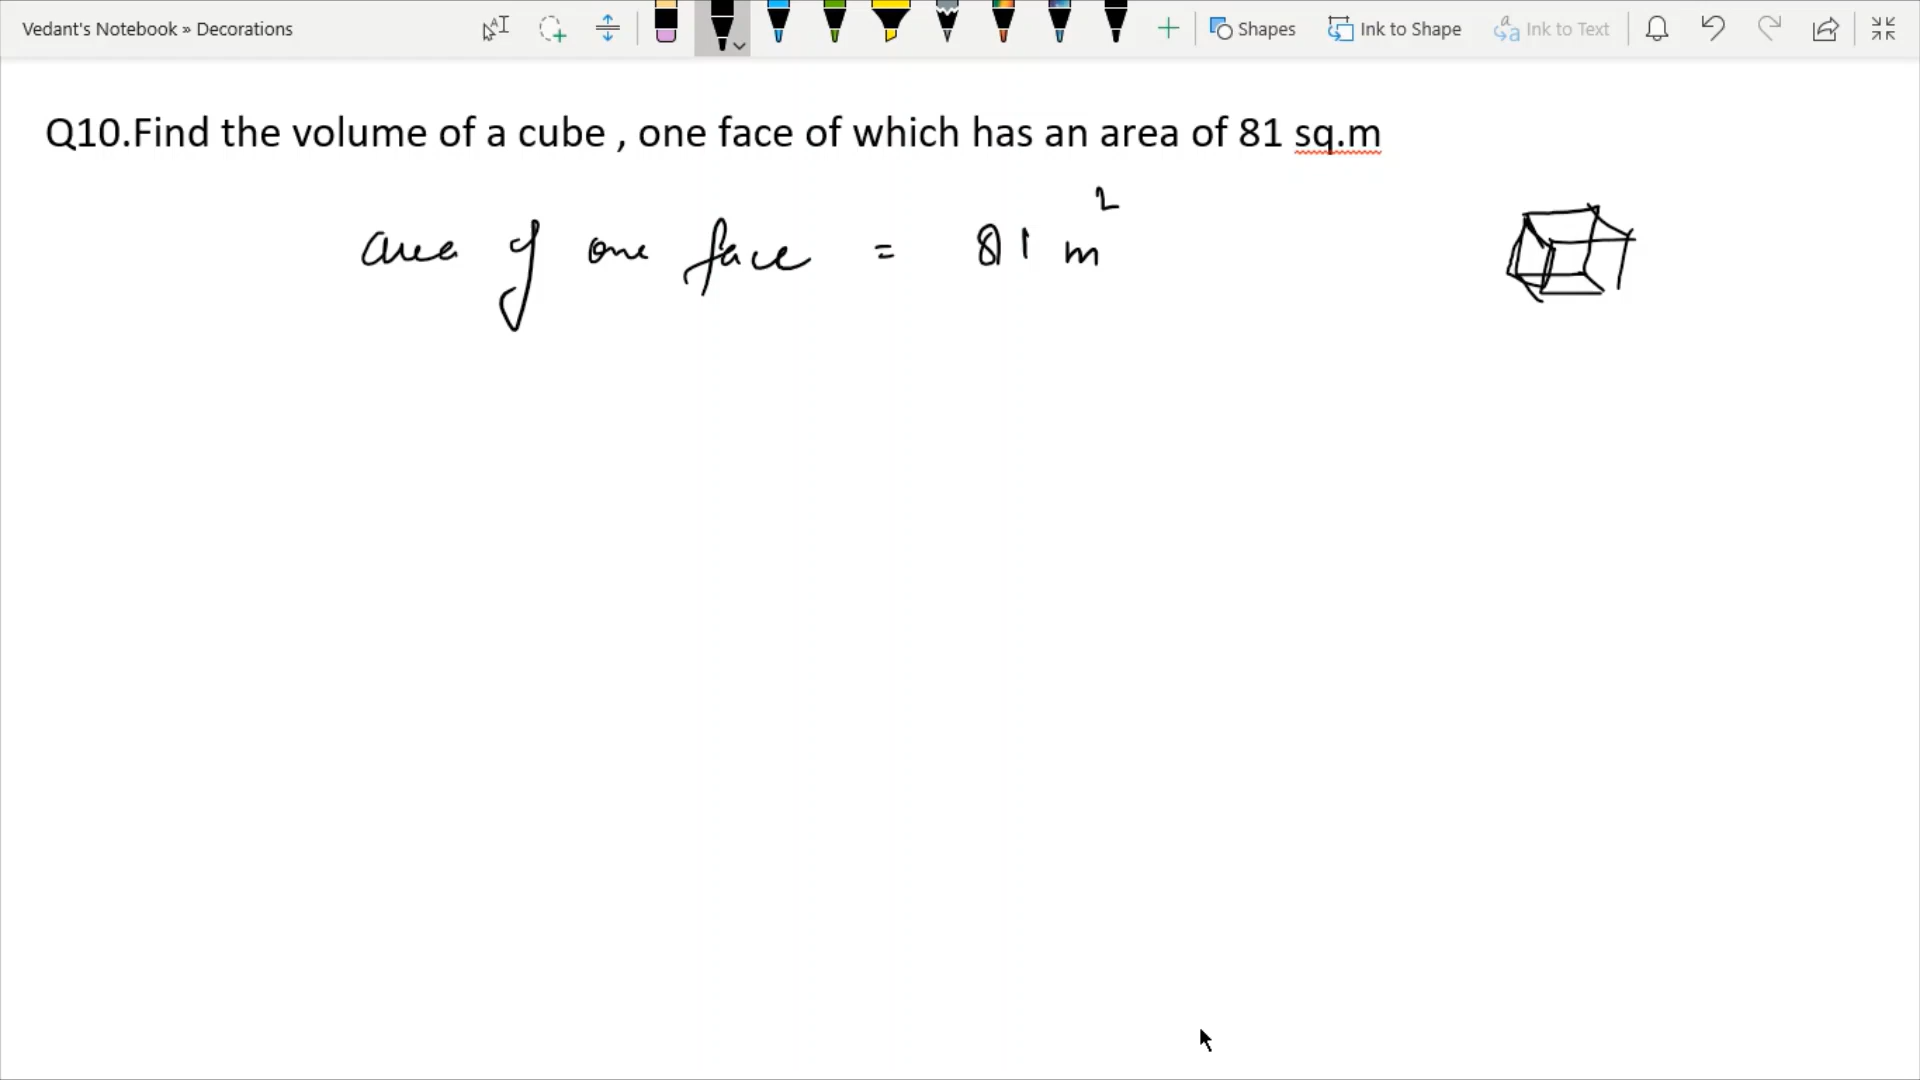 Vedant's Notebook » Decorations
Shapes
Ink to Shape
Ink to Text
Q10.Find the volume of a cube , one face of which has an area of 81 sq.m
area of one face = 81 m²